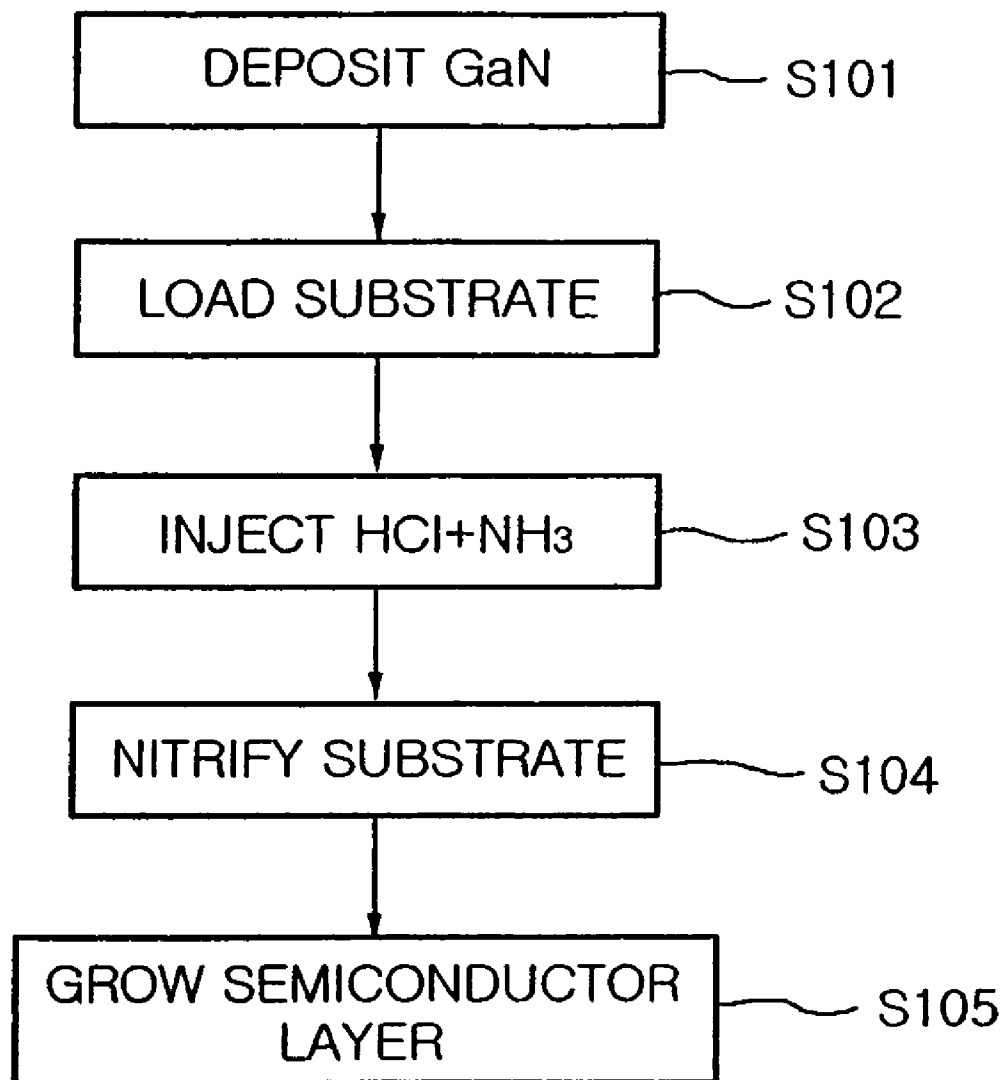 DEPOSIT GaN S101
LOAD SUBSTRATE S102
INJECT HCl+NH₃ S103
NITRIFY SUBSTRATE S104
GROW SEMICONDUCTOR
LAYER S105